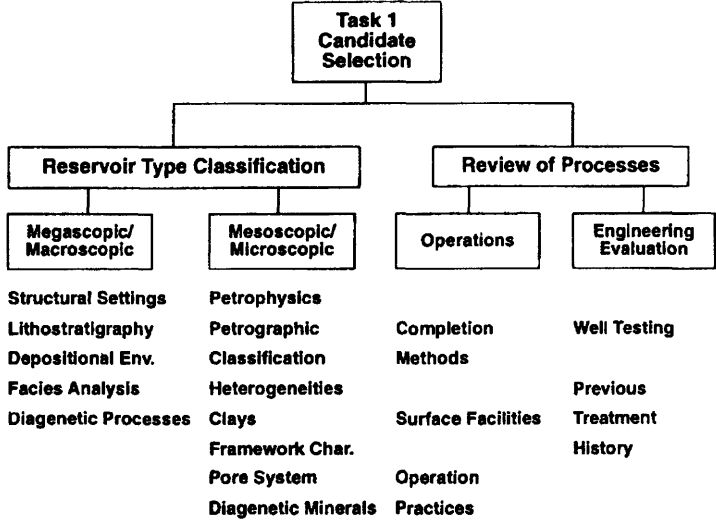 Task 1
Candidate
Selection
Reservoir Type Classification
Review of Processes
Megascopic/
Macroscopic
Mesoscopic/
Microscopic
Operations
Engineering
Evaluation
Structural Settings
Lithostratigraphy
Depositional Env.
Facies Analysis
Diagenetic Processes
Petrophysics
Petrographic
Classification
Heterogeneities
Clays
Framework Char.
Pore System
Diagenetic Minerals
Completion
Methods
Surface Facilities
Operation
Practices
Well Testing
Previous
Treatment
History